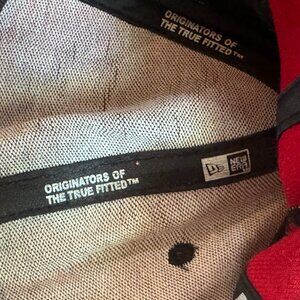 ORIGINATORS OF
THE TRUE FITTED™
ORIGINATORS OF
THE TRUE FITTED™
NEW
ERA